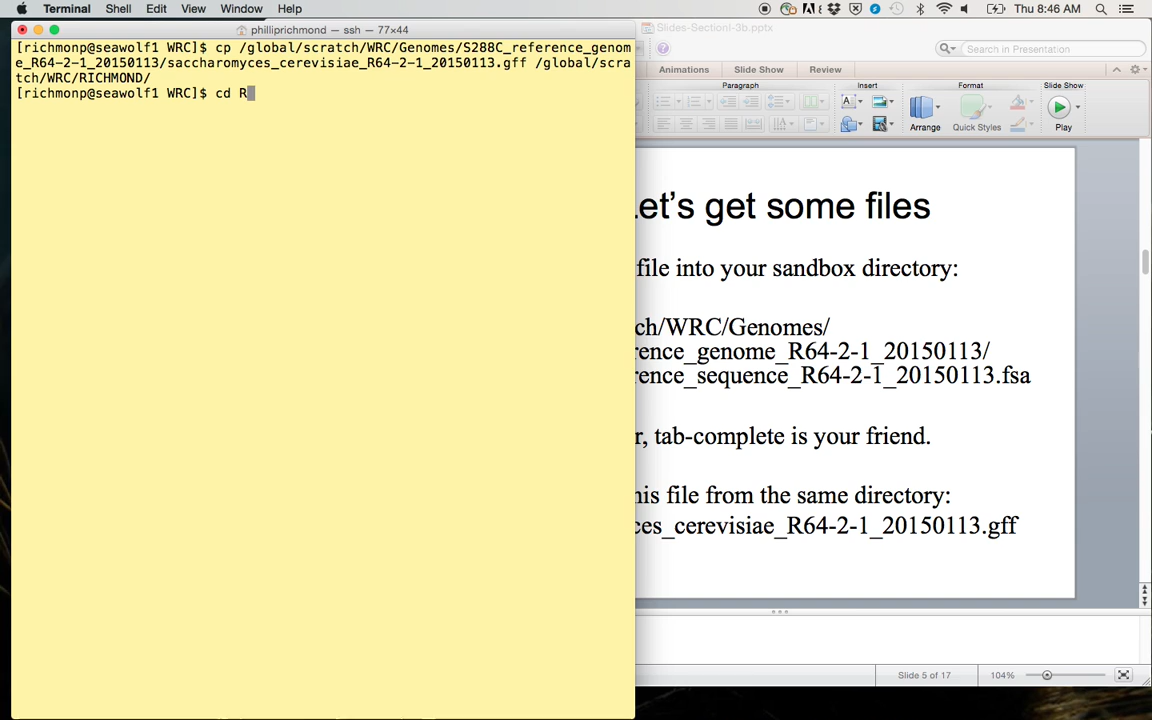 Terminal Shell Edit View Window Help
Thu 8:46 AM
philliprichmond — ssh — 77×44
Slides-SectionI-3b.pptx
Search in Presentation
Animations Slide Show Review
Paragraph Insert Format Slide Show
Arrange Quick Styles Play
[richmonp@seawolf1 WRC]$ cp /global/scratch/WRC/Genomes/S288C_reference_genom
e_R64-2-1_20150113/saccharomyces_cerevisiae_R64-2-1_20150113.gff /global/scra
tch/WRC/RICHMOND/
[richmonp@seawolf1 WRC]$ cd R
et’s get some files
file into your sandbox directory:
ch/WRC/Genomes/
rence_genome_R64-2-1_20150113/
rence_sequence_R64-2-1_20150113.fsa
r, tab-complete is your friend.
his file from the same directory:
ces_cerevisiae_R64-2-1_20150113.gff
Slide 5 of 17 104%